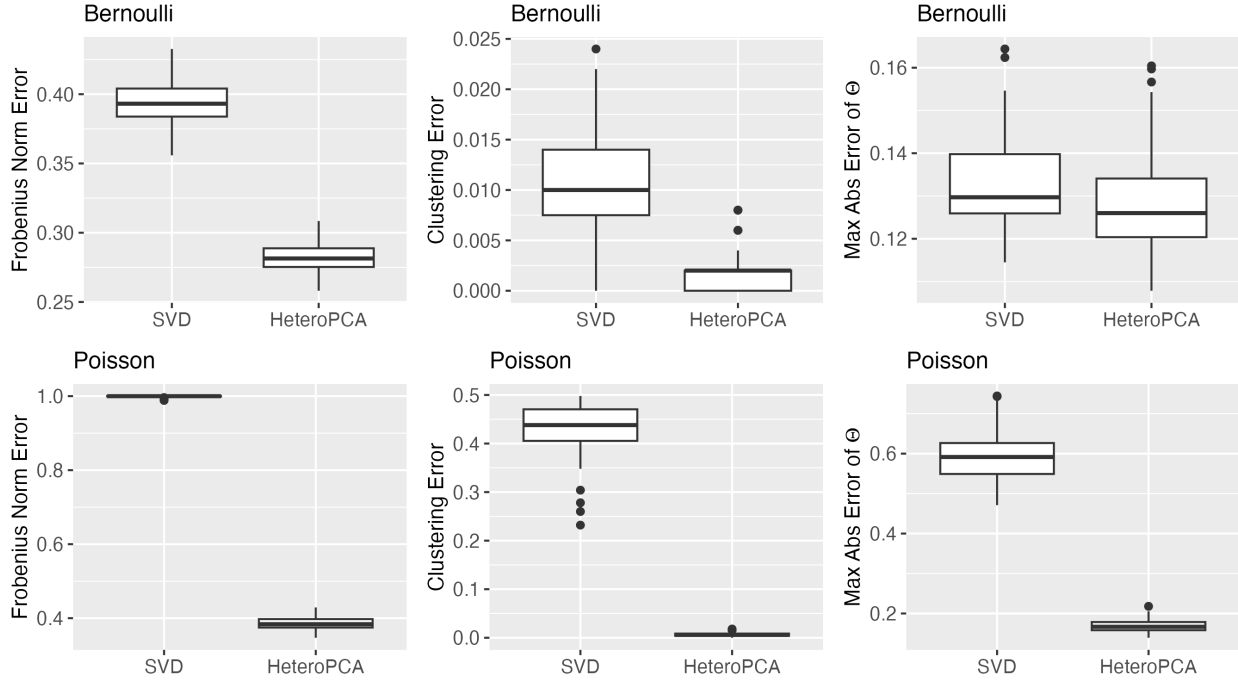 Bernoulli
Frobenius Norm Error
0.40
0.35
0.30
0.25
SVD HeteroPCA
Bernoulli
Clustering Error
0.025
0.020
0.015
0.010
0.005
0.000
SVD HeteroPCA
Bernoulli
Max Abs Error of Θ
0.16
0.14
0.12
SVD HeteroPCA
Poisson
Frobenius Norm Error
1.0
0.8
0.6
0.4
SVD HeteroPCA
Poisson
Clustering Error
0.5
0.4
0.3
0.2
0.1
0.0
SVD HeteroPCA
Poisson
Max Abs Error of Θ
0.6
0.4
0.2
SVD HeteroPCA